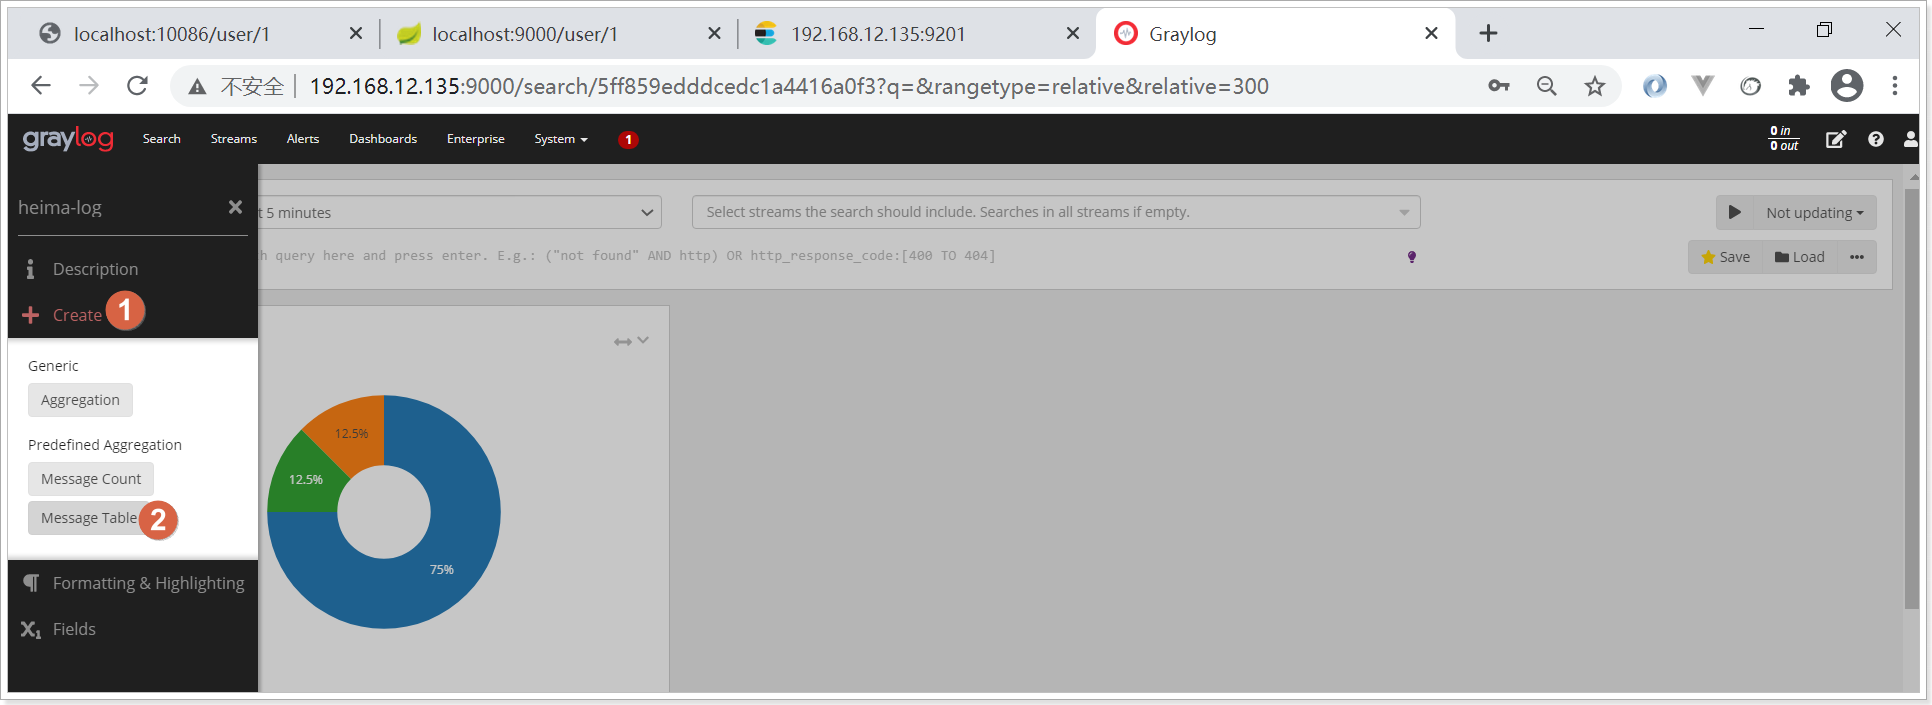 localhost:10086/user/1
localhost:9000/user/1
192.168.12.135:9201
Graylog
不安全
192.168.12.135:9000/search/5ff859edddcedc1a4416a0f3?q=&rangetype=relative&relative=300
graylog
Search
Streams
Alerts
Dashboards
Enterprise
System
1
0 in
0 out
heima-log
t 5 minutes
Select streams the search should include. Searches in all streams if empty.
Not updating
h query here and press enter. E.g.: ("not found" AND http) OR http_response_code:[400 TO 404]
Save
Load
Description
Create
1
Generic
Aggregation
Predefined Aggregation
Message Count
Message Table
2
12.5%
12.5%
75%
Formatting & Highlighting
X1 Fields